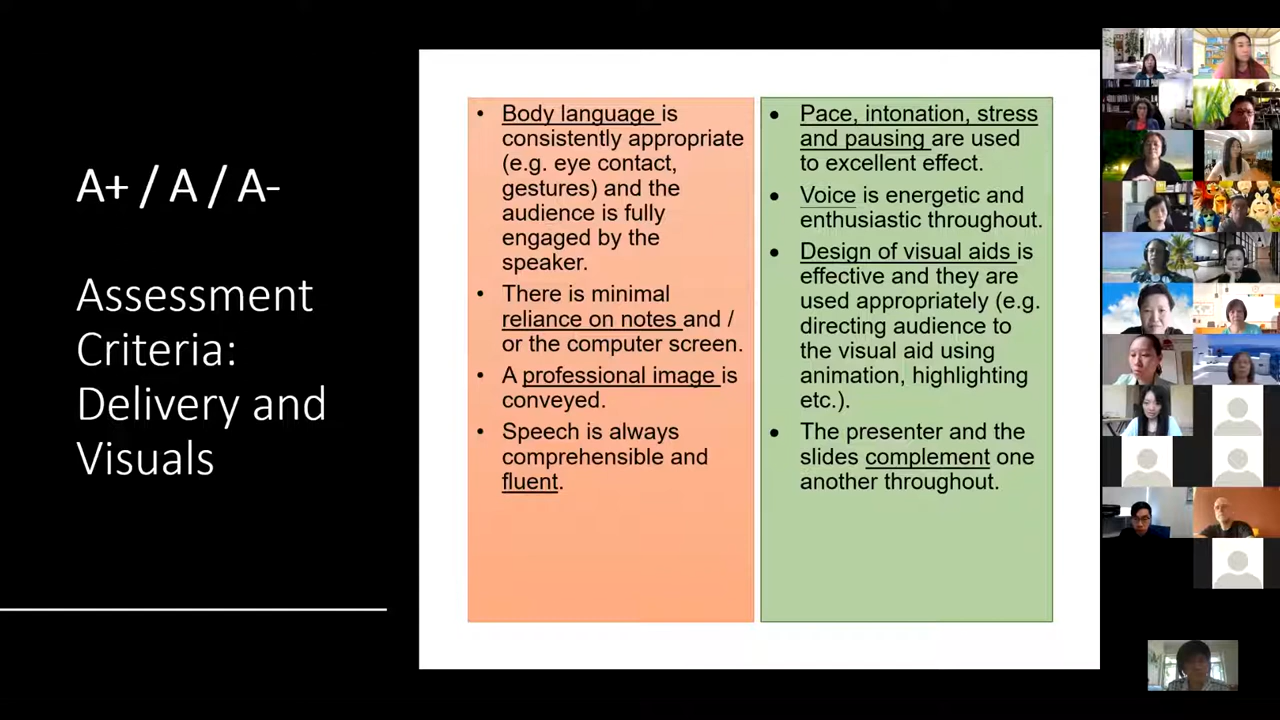 A+ / A / A-
Assessment
Criteria:
Delivery and
Visuals
• Body language is
consistently appropriate
(e.g. eye contact,
gestures) and the
audience is fully
engaged by the
speaker.
• There is minimal
reliance on notes and /
or the computer screen.
• A professional image is
conveyed.
• Speech is always
comprehensible and
fluent.
• Pace, intonation, stress
and pausing are used
to excellent effect.
• Voice is energetic and
enthusiastic throughout.
• Design of visual aids is
effective and they are
used appropriately (e.g.
directing audience to
the visual aid using
animation, highlighting
etc.).
• The presenter and the
slides complement one
another throughout.